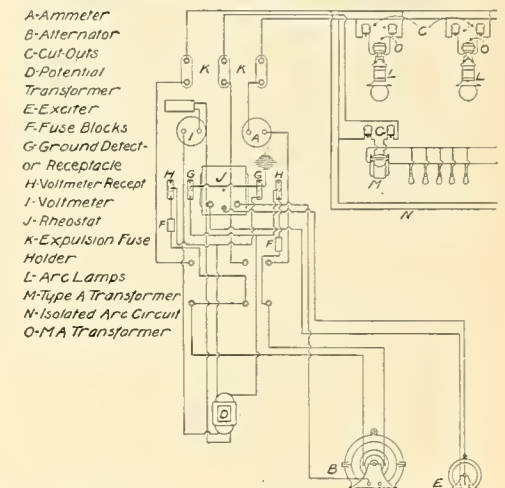 A-Ammeter
B-Alternator
C-Cut-Outs
D-Potential
Transformer
E-Exciter
F-Fuse Blocks
G-Ground Detect-
or Receptacle
H-Voltmeter Recept
I-Voltmeter
J-Rheostat
K-Expulsion Fuse
Holder
L-Arc Lamps
M-Type A Transformer
N-Isolated Arc Circuit
O-MA Transformer
C
O O
K K
L L
I A
C
M
H G J G H
N
F F
D
B E